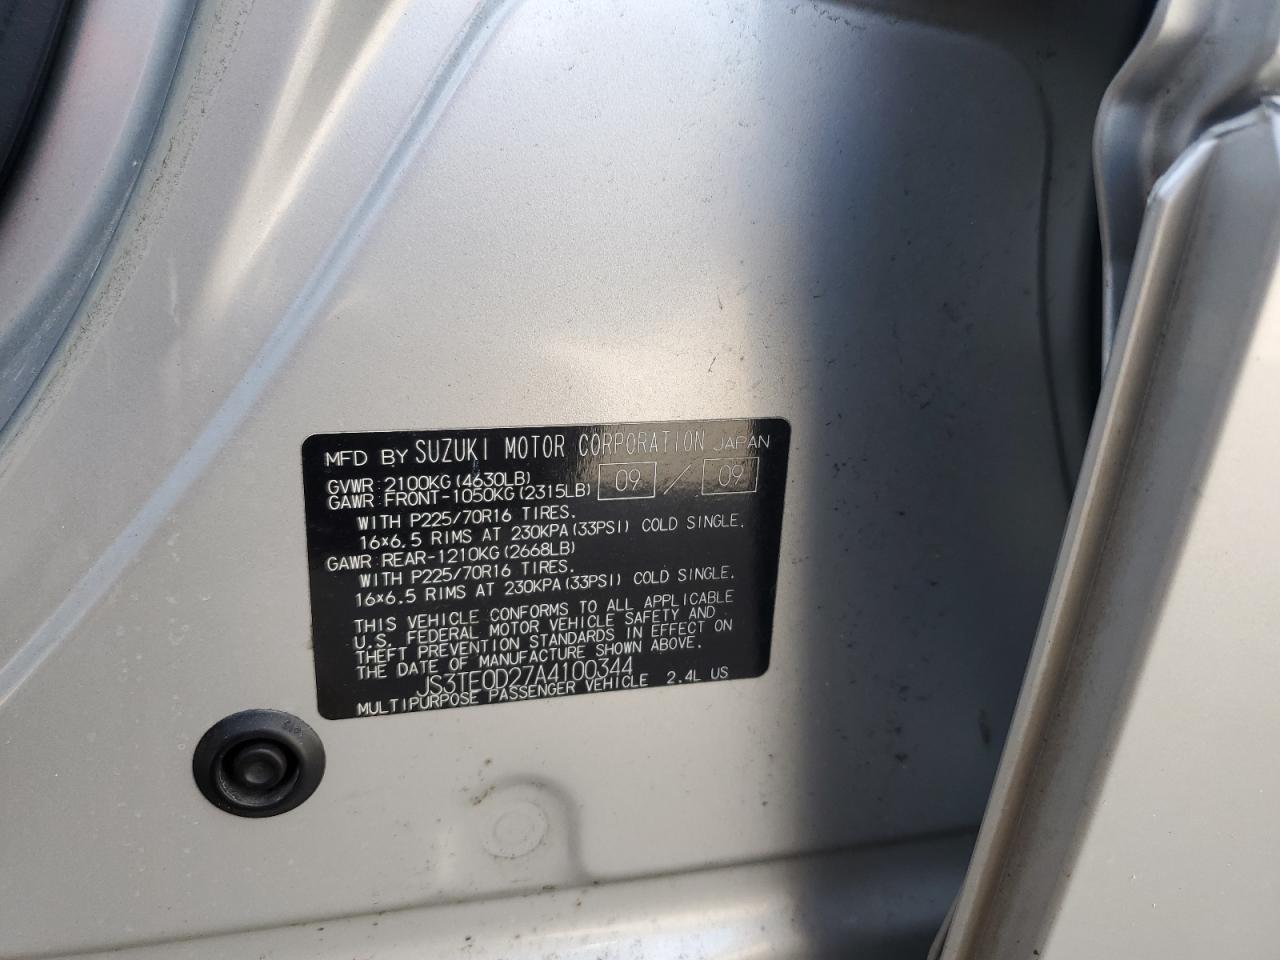 MFD BY SUZUKI MOTOR CORPORATION JAPAN
GVWR: 2100KG (4630LB)
GAWR: FRONT-1050KG (2315LB) 09 / 09
WITH P225/70R16 TIRES.
16×6.5 RIMS AT 230KPA (33PSI) COLD SINGLE.
GAWR: REAR-1210KG (2668LB)
WITH P225/70R16 TIRES.
16×6.5 RIMS AT 230KPA (33PSI) COLD SINGLE.
THIS VEHICLE CONFORMS TO ALL APPLICABLE
U.S. FEDERAL MOTOR VEHICLE SAFETY AND
THEFT PREVENTION STANDARDS IN EFFECT ON
THE DATE OF MANUFACTURE SHOWN ABOVE.
JS3TE0D27A4100344
MULTIPURPOSE PASSENGER VEHICLE 2.4L US